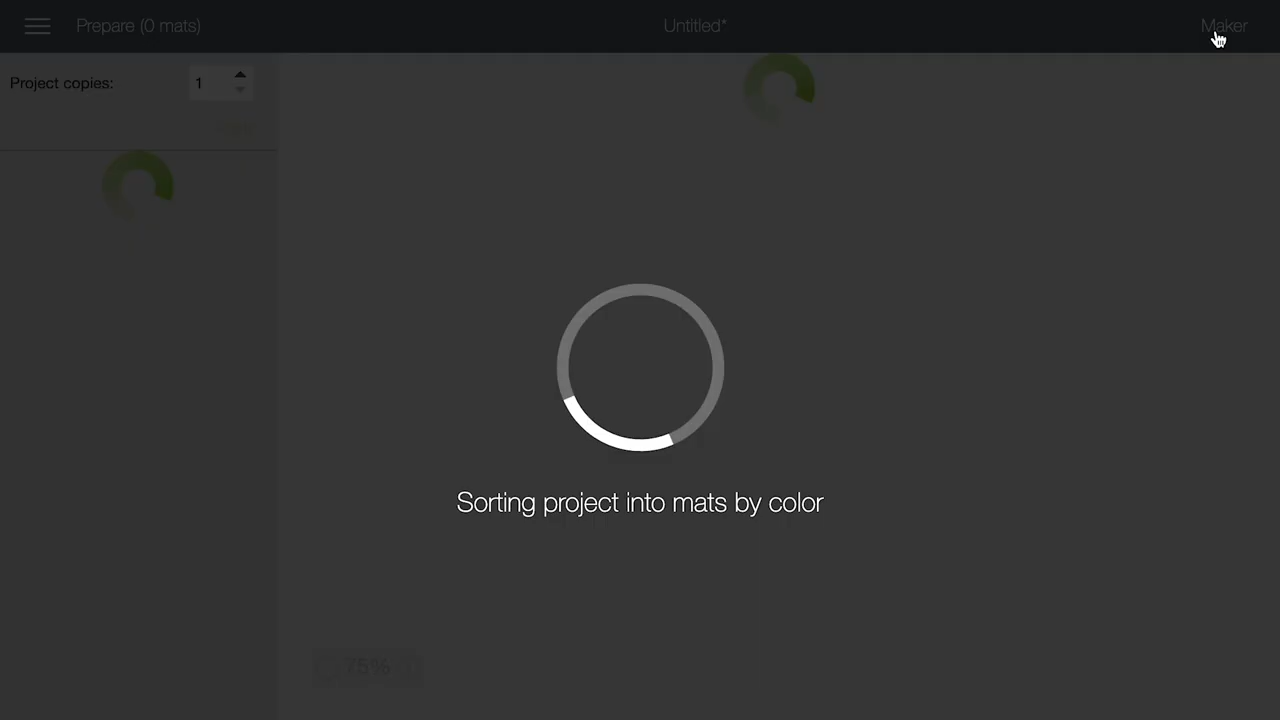 Prepare (0 mats)
Untitled*
Maker
Project copies:
1
Sorting project into mats by color
75%